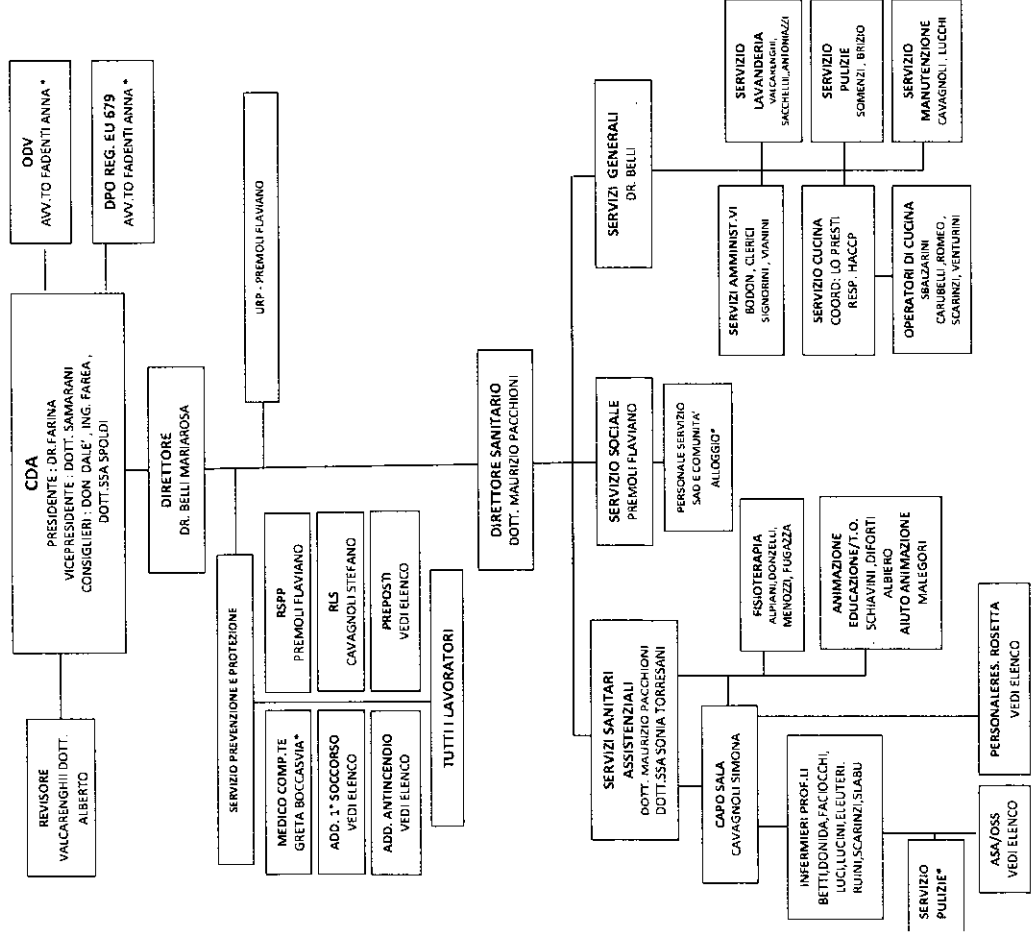 REVISORE
VALCARENGHI DOTT.
ALBERTO
CDA
PRESIDENTE : DR.FARINA
VICEPRESIDENTE : DOTT. SAMARANI
CONSIGLIERI : DON DALE' , ING. FAREA ,
DOTT.SSA SPOLDI
ODV
AVV.TO FADENTI ANNA *
DPO REG. EU 679
AVV.TO FADENTI ANNA *
DIRETTORE
DR. BELLI MARIAROSA
URP - PREMOLI FLAVIANO
SERVIZIO PREVENZIONE E PROTEZIONE
MEDICO COMP.TE
GRETA BOCCASVIA*
RSPP
PREMOLI FLAVIANO
ADD. 1° SOCCORSO
VEDI ELENCO
RLS
CAVAGNOLI STEFANO
ADD. ANTINCENDIO
VEDI ELENCO
PREPOSTI
VEDI ELENCO
TUTTI LAVORATORI
DIRETTORE SANITARIO
DOTT. MAURIZIO PACCHIONI
SERVIZI SANITARI
ASSISTENZIALI
DOTT. MAURIZIO PACCHIONI
DOTT.SSA SONIA TORRESANI
SERVIZIO SOCIALE
PREMOLI FLAVIANO
PERSONALE SERVIZIO
SAD E COMUNITA'
ALLOGGIO*
SERVIZI GENERALI
DR. BELLI
CAPO SALA
CAVAGNOLI SIMONA
FISIOTERAPIA
ALPIANI,DONZELLI,
MENOZZI, FUGAZZA
ANIMAZIONE
EDUCAZIONE/T.O.
SCHIAVINI ,DIFORTI
ALBIERO
AIUTO ANIMAZIONE
MALEGORI
INFERMIERI PROF.LI
BETTI,DONIDA,FACIOCCHI,
LUCI,LUCINI,ELEUTERI.
RUINI,SCARINZI,SLABU
SERVIZIO
PULIZIE*
ASA/OSS
VEDI ELENCO
PERSONALERES. ROSETTA
VEDI ELENCO
SERVIZI AMMINIST.VI
BODON , CLERICI
SIGNORINI , VIANINI
SERVIZIO
LAVANDERIA
VALCARENGHI,
SACCHELLI,,ANTONIAZZI
SERVIZIO CUCINA
COORD: LO PRESTI
RESP. HACCP
SERVIZIO
PULIZIE
SOMENZI , BRIZIO
OPERATORI DI CUCINA
SBALZARINI
CARUBELLI ,ROMEO ,
SCARINZI, VENTURINI
SERVIZIO
MANUTENZIONE
CAVAGNOLI , LUCCHI